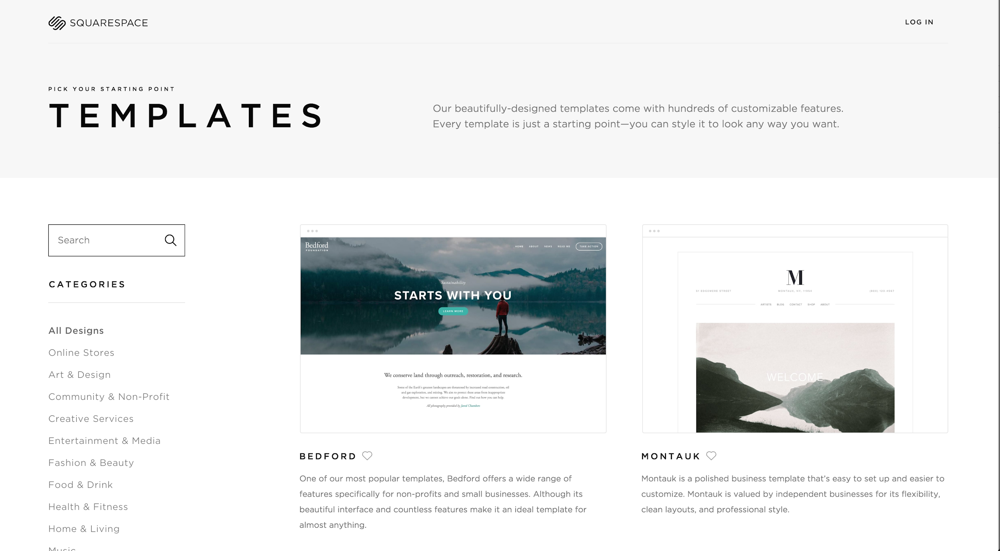 SQUARESPACE
LOG IN
PICK YOUR STARTING POINT
TEMPLATES
Our beautifully-designed templates come with hundreds of customizable features.
Every template is just a starting point—you can style it to look any way you want.
Search
CATEGORIES
All Designs
Online Stores
Art & Design
Community & Non-Profit
Creative Services
Entertainment & Media
Fashion & Beauty
Food & Drink
Health & Fitness
Home & Living
Music
Bedford
FOUNDATION
HOME ABOUT NEWS READ ME TAKE ACTION
Sustainability
STARTS WITH YOU
LEARN MORE
We conserve land through outreach, restoration, and research.
Some of the Earth's greatest landscapes are threatened by increased road construction, oil
and gas exploration, and mining. We aim to protect these areas from inappropriate
development, but we cannot achieve our goals alone. Find out how you can help.
All photography provided by Jared Chambers
BEDFORD
One of our most popular templates, Bedford offers a wide range of
features specifically for non-profits and small businesses. Although its
beautiful interface and countless features make it an ideal template for
almost anything.
M
51 EDGEMERE STREET MONTAUK, NY, 11954 (800) 123-4567
ARTISTS BLOG CONTACT SHOP ABOUT
WELCOME
MONTAUK
Montauk is a polished business template that's easy to set up and easier to
customize. Montauk is valued by independent businesses for its flexibility,
clean layouts, and professional style.